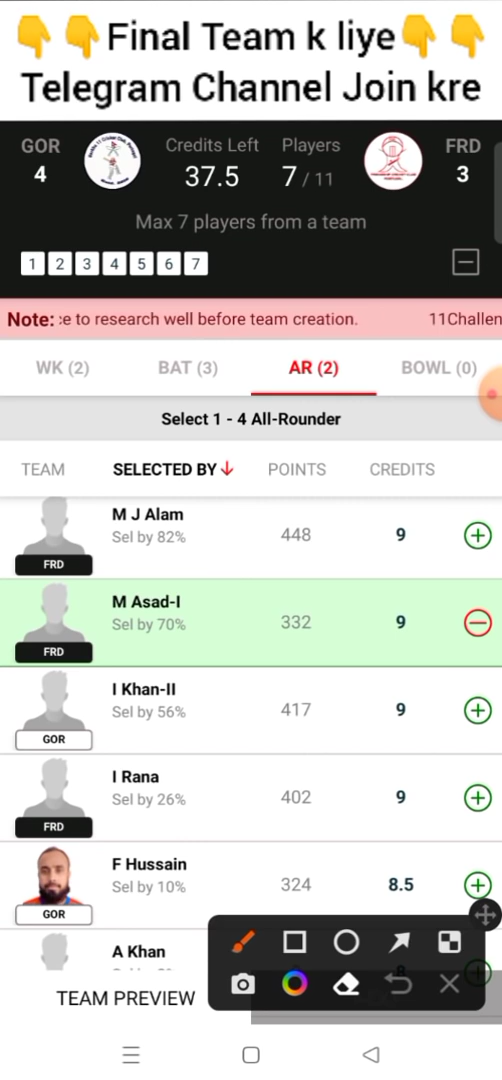 👇👇Final Team k liye👇👇
Telegram Channel Join kre
GOR Credits Left Players FRD
4 37.5 7 / 11 3
Max 7 players from a team
1 2 3 4 5 6 7
Note: :e to research well before team creation. 11Challen
WK (2) BAT (3) AR (2) BOWL (0)
Select 1 - 4 All-Rounder
TEAM SELECTED BY POINTS CREDITS
M J Alam
Sel by 82% 448 9
FRD
M Asad-I
Sel by 70% 332 9
FRD
I Khan-II
Sel by 56% 417 9
GOR
I Rana
Sel by 26% 402 9
FRD
F Hussain
Sel by 10% 324 8.5
GOR
A Khan
TEAM PREVIEW